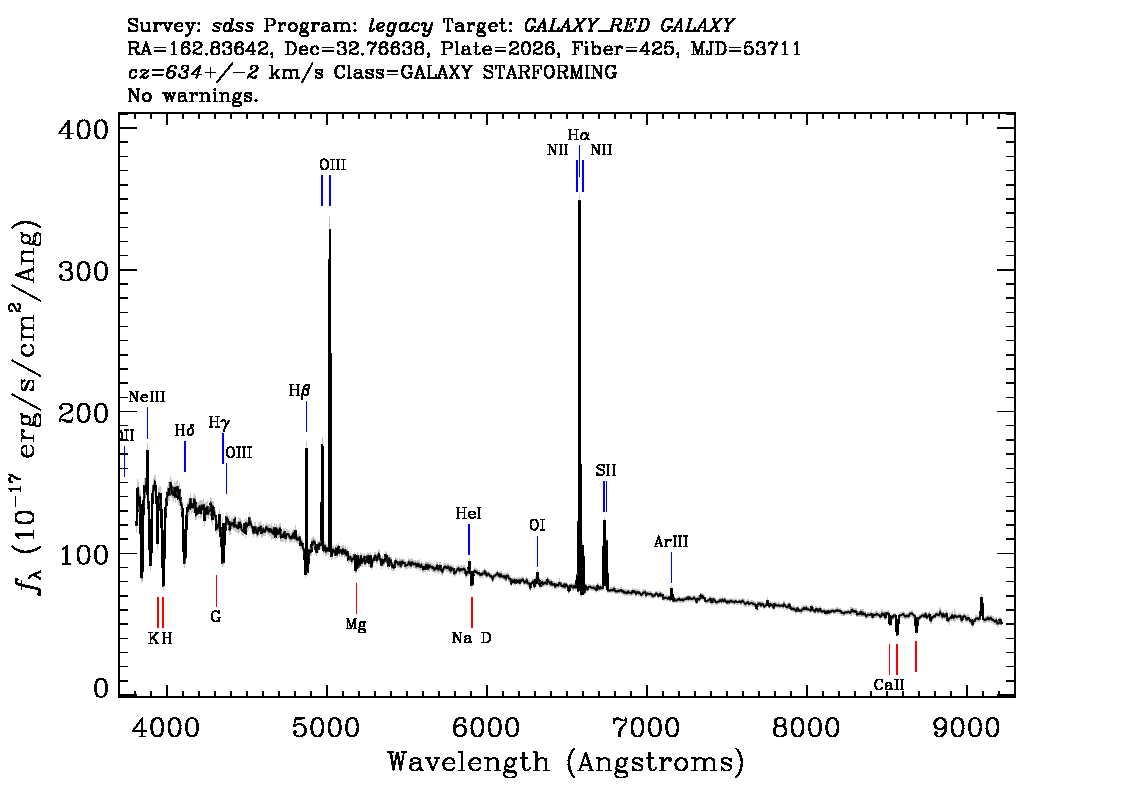 Survey: sdss Program: legacy Target: GALAXY_RED GALAXY
RA=162.83642, Dec=32.76638, Plate=2026, Fiber=425, MJD=53711
cz=634+/-2 km/s Class=GALAXY STARFORMING
No warnings.
400
300
200
100
0
f_λ (10^-17 erg/s/cm^2/Ang)
Hα
NII NII
OIII
NeIII
Hβ
Hγ
Hδ
OIII
SII
HeI
OI
ArIII
K H
G
Mg
Na D
CaII
4000 5000 6000 7000 8000 9000
Wavelength (Angstroms)